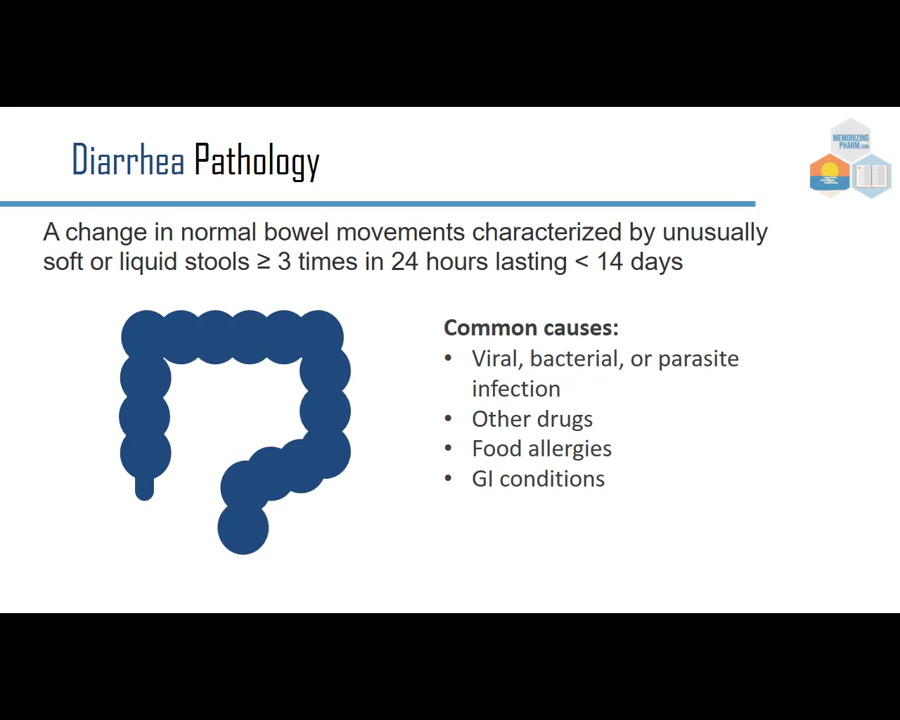 MEMORIZING
PHARM.COM
Diarrhea Pathology
A change in normal bowel movements characterized by unusually
soft or liquid stools ≥ 3 times in 24 hours lasting < 14 days
Common causes:
• Viral, bacterial, or parasite
infection
• Other drugs
• Food allergies
• GI conditions